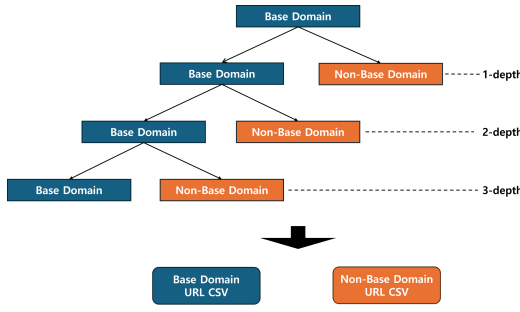 Base Domain
Base Domain
Non-Base Domain
1-depth
Base Domain
Non-Base Domain
2-depth
Base Domain
Non-Base Domain
3-depth
Base Domain
URL CSV
Non-Base Domain
URL CSV